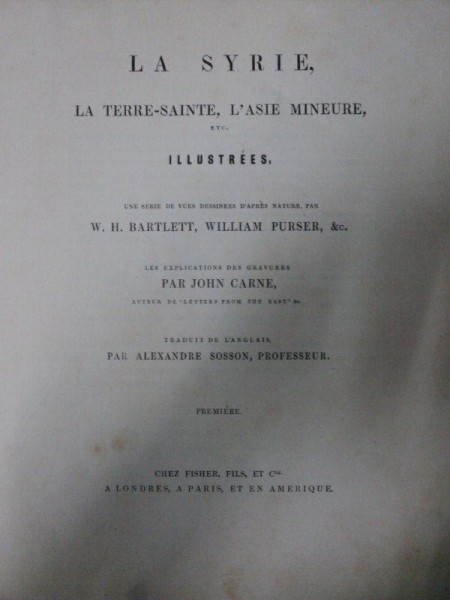 LA SYRIE,
LA TERRE-SAINTE, L'ASIE MINEURE,
ETC.
ILLUSTRÉES,
UNE SERIE DE VUES DESSINEES D'APRÈS NATURE, PAR
W. H. BARTLETT, WILLIAM PURSER, &c.
LES EXPLICATIONS DES GRAVURES
PAR JOHN CARNE,
AUTEUR DE "LETTERS FROM THE EAST" &c.
TRADUIT DE L'ANGLAIS,
PAR ALEXANDRE SOSSON, PROFESSEUR.
PREMIÈRE.
CHEZ FISHER, FILS, ET Cie.
A LONDRES, A PARIS, ET EN AMERIQUE.